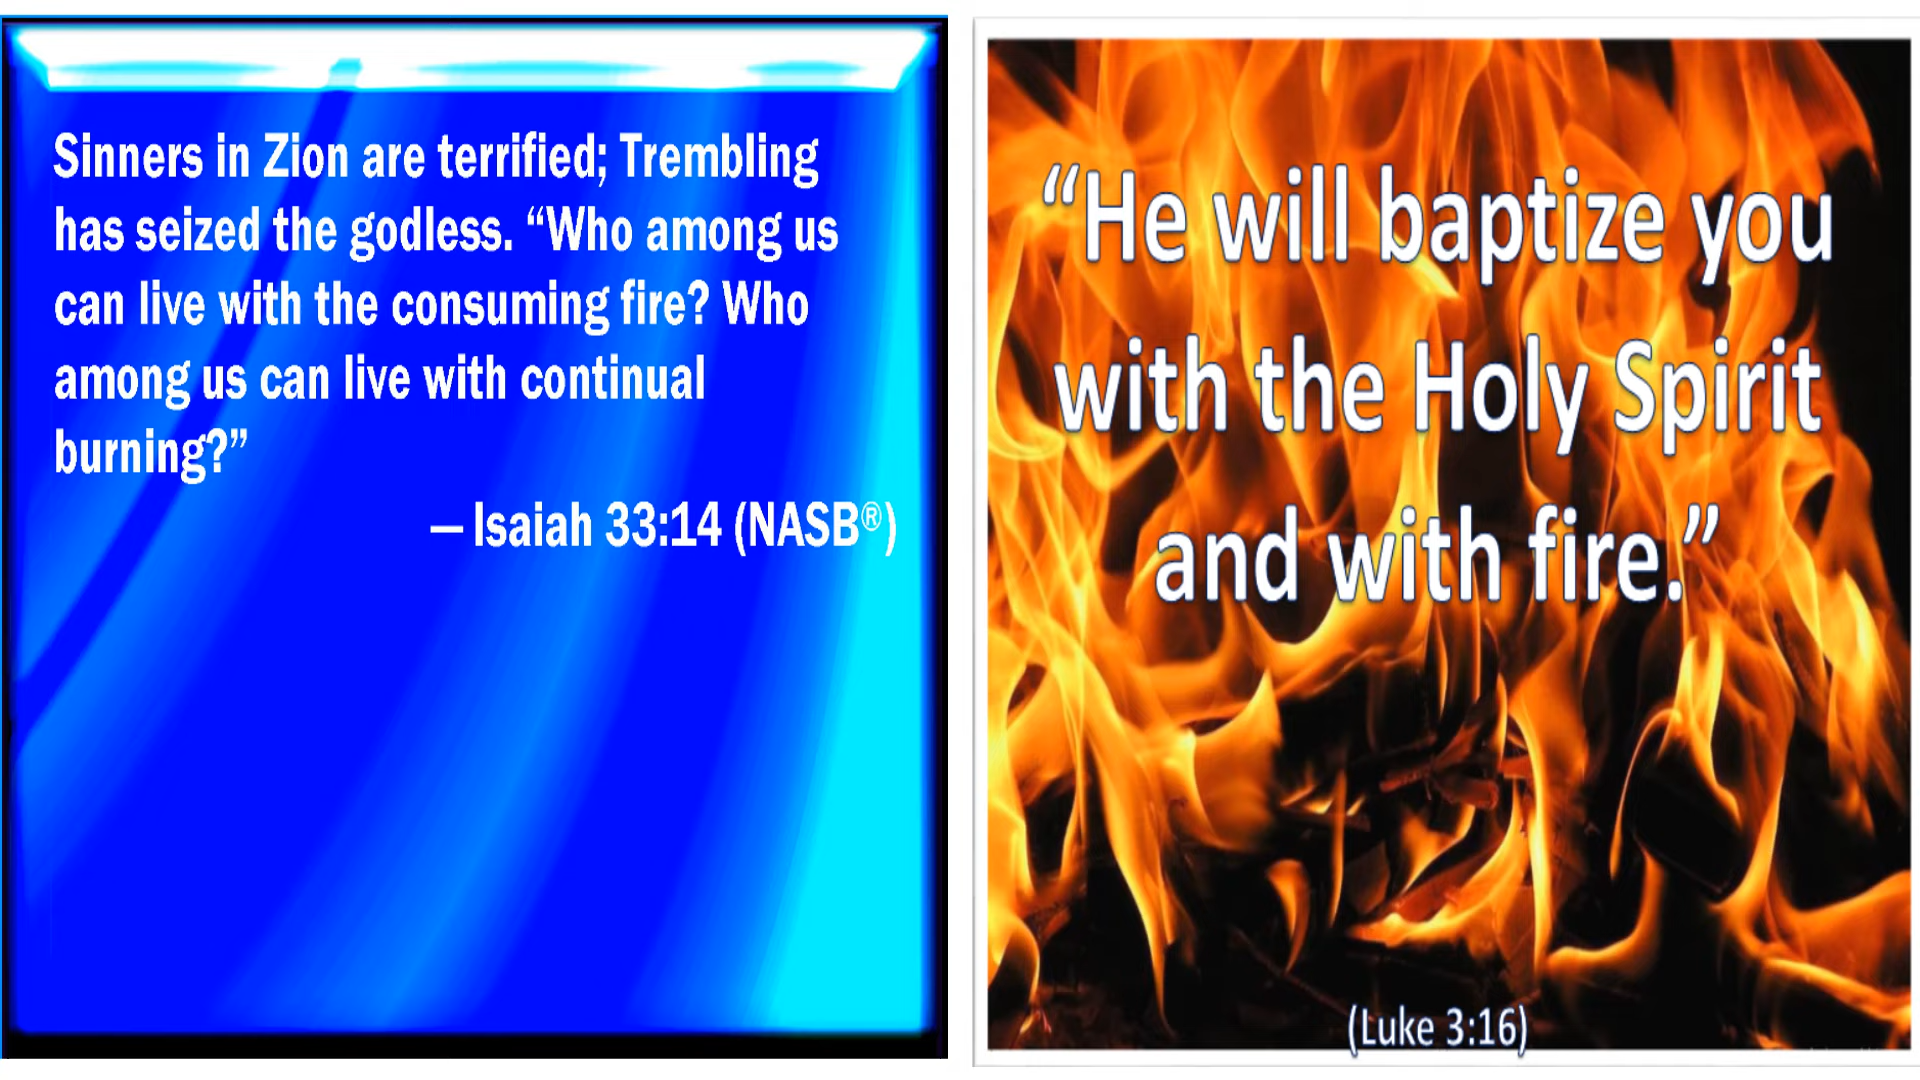 Sinners in Zion are terrified; Trembling
has seized the godless. “Who among us
can live with the consuming fire? Who
among us can live with continual
burning?”
– Isaiah 33:14 (NASB®)
“He will baptize you
with the Holy Spirit
and with fire.”
(Luke 3:16)